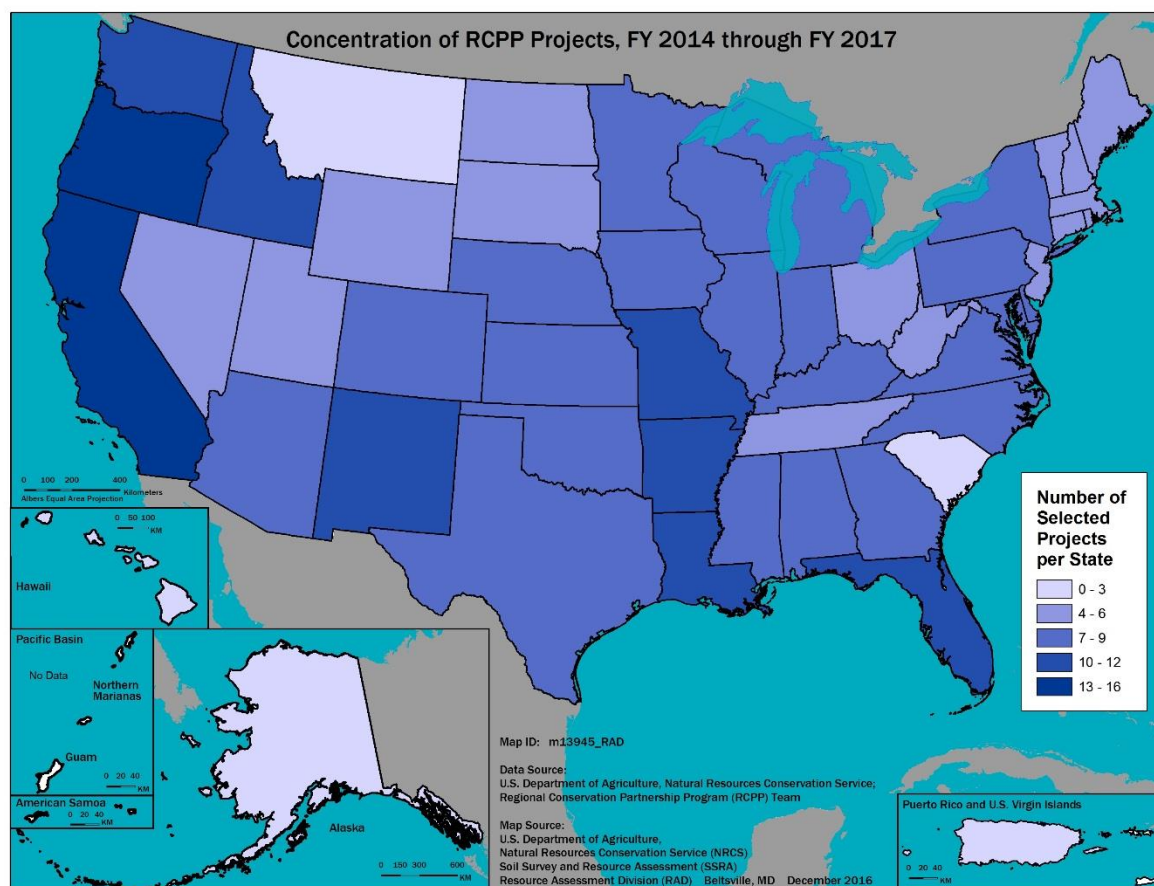 Concentration of RCPP Projects, FY 2014 through FY 2017
0 100 200 400
Kilometers
Albers Equal Area Projection
0 50 100
KM
Hawaii
Pacific Basin
No Data
Northern
Marianas
Guam
0 20 40
KM
American Samoa
0 20 40
KM
Alaska
0 150 300 600
KM
Number of
Selected
Projects
per State
0 - 3
4 - 6
7 - 9
10 - 12
13 - 16
Map ID: m13945_RAD
Data Source:
U.S. Department of Agriculture, Natural Resources Conservation Service;
Regional Conservation Partnership Program (RCPP) Team
Map Source:
U.S. Department of Agriculture,
Natural Resources Conservation Service (NRCS)
Soil Survey and Resource Assessment (SSRA)
Resource Assessment Division (RAD) Beltsville, MD December 2016
Puerto Rico and U.S. Virgin Islands
0 20 40
KM